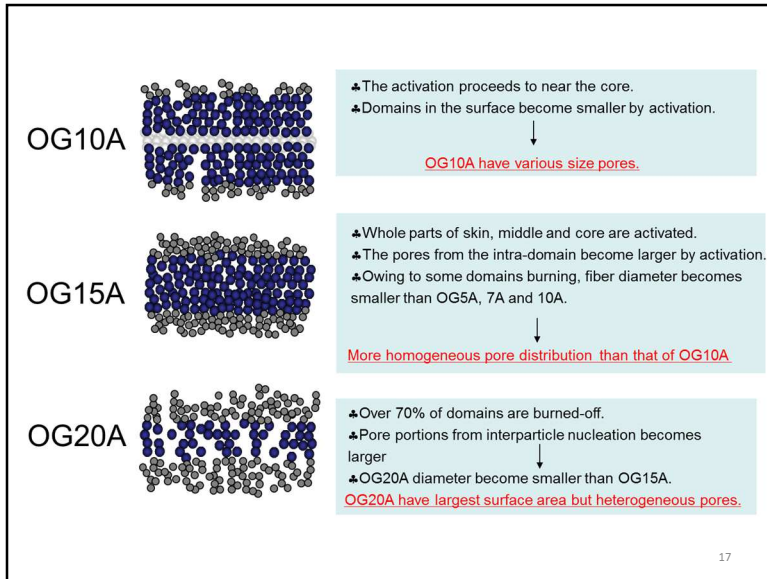 OG10A
♣The activation proceeds to near the core.
♣Domains in the surface become smaller by activation.
OG10A have various size pores.
OG15A
♣Whole parts of skin, middle and core are activated.
♣The pores from the intra-domain become larger by activation.
♣Owing to some domains burning, fiber diameter becomes
smaller than OG5A, 7A and 10A.
More homogeneous pore distribution than that of OG10A
OG20A
♣Over 70% of domains are burned-off.
♣Pore portions from interparticle nucleation becomes
larger
♣OG20A diameter become smaller than OG15A.
OG20A have largest surface area but heterogeneous pores.
17